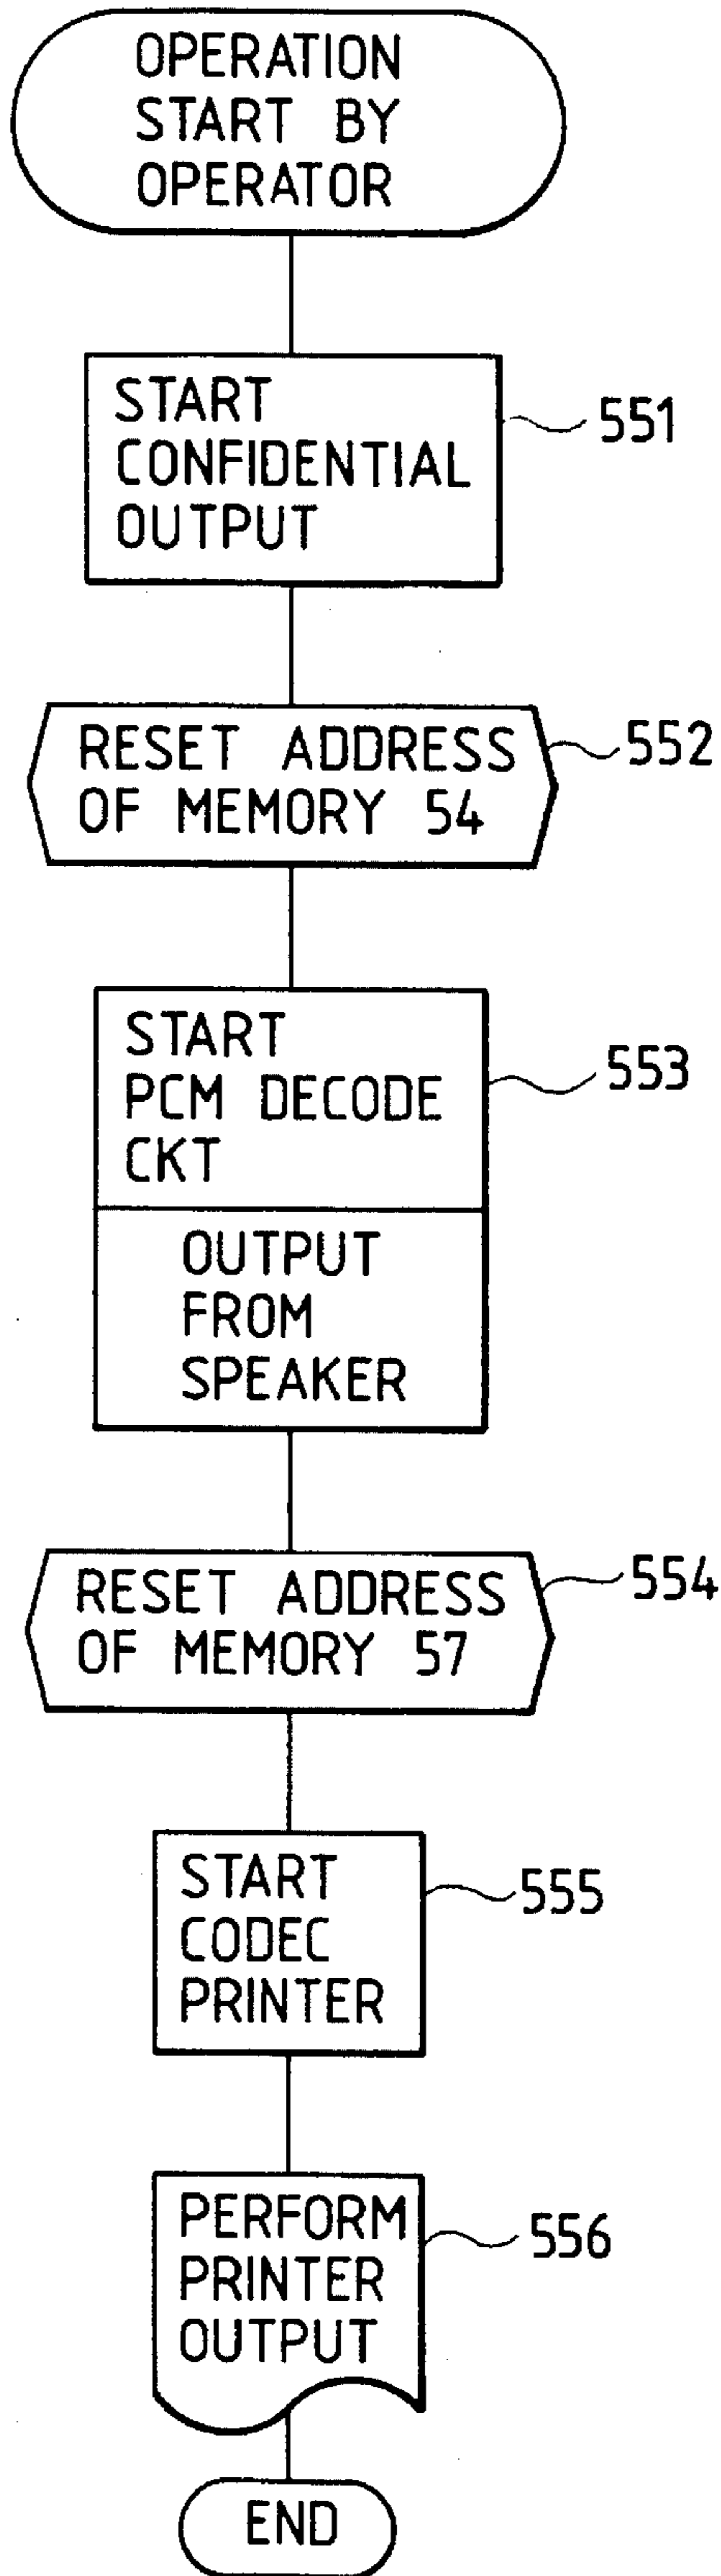 OPERATION
START BY
OPERATOR
START
CONFIDENTIAL
OUTPUT
551
RESET ADDRESS
OF MEMORY 54
552
START
PCM DECODE
CKT
553
OUTPUT
FROM
SPEAKER
RESET ADDRESS
OF MEMORY 57
554
START
CODEC
PRINTER
555
PERFORM
PRINTER
OUTPUT
556
END